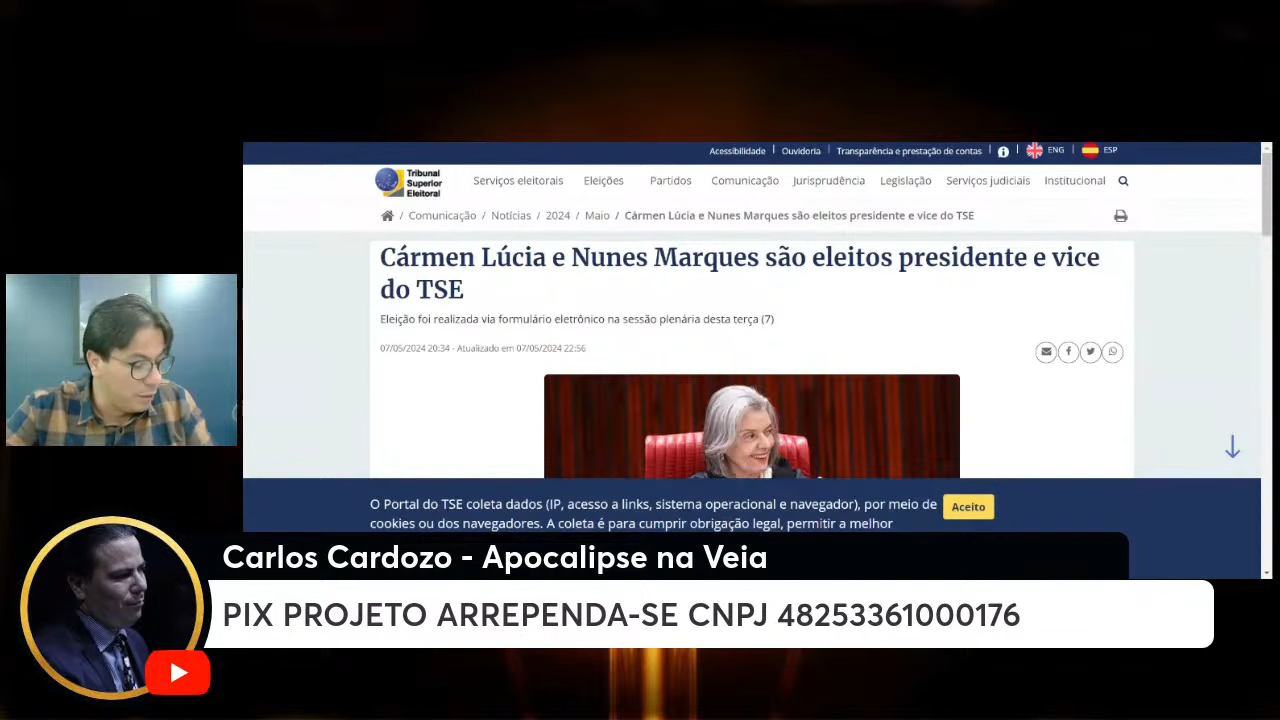 Acessibilidade | Ouvidoria | Transparência e prestação de contas | ENG | ESP
Tribunal
Superior
Eleitoral
Serviços eleitorais Eleições Partidos Comunicação Jurisprudência Legislação Serviços judiciais Institucional
/ Comunicação / Notícias / 2024 / Maio / Cármen Lúcia e Nunes Marques são eleitos presidente e vice do TSE
Cármen Lúcia e Nunes Marques são eleitos presidente e vice
do TSE
Eleição foi realizada via formulário eletrônico na sessão plenária desta terça (7)
07/05/2024 20:34 - Atualizado em 07/05/2024 22:56
O Portal do TSE coleta dados (IP, acesso a links, sistema operacional e navegador), por meio de
cookies ou dos navegadores. A coleta é para cumprir obrigação legal, permitir a melhor
Aceito
Carlos Cardozo - Apocalipse na Veia
PIX PROJETO ARREPENDA-SE CNPJ 48253361000176